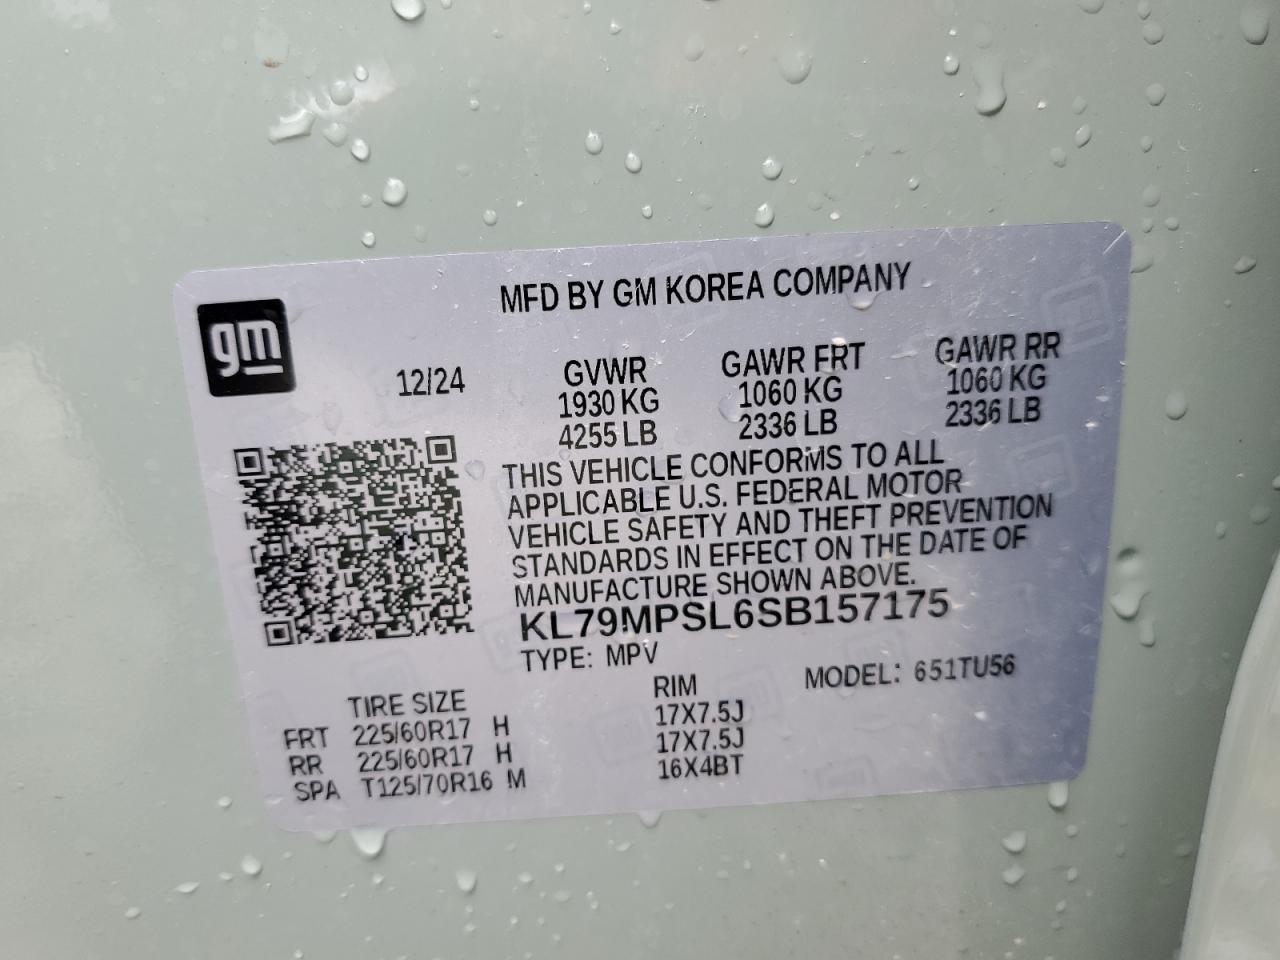 MFD BY GM KOREA COMPANY
gm
12/24 GVWR GAWR FRT GAWR RR
1930 KG 1060 KG 1060 KG
4255 LB 2336 LB 2336 LB
THIS VEHICLE CONFORMS TO ALL
APPLICABLE U.S. FEDERAL MOTOR
VEHICLE SAFETY AND THEFT PREVENTION
STANDARDS IN EFFECT ON THE DATE OF
MANUFACTURE SHOWN ABOVE.
KL79MPSL6SB157175
TYPE: MPV MODEL: 651TU56
TIRE SIZE RIM
FRT 225/60R17 H 17X7.5J
RR 225/60R17 H 17X7.5J
SPA T125/70R16 M 16X4BT